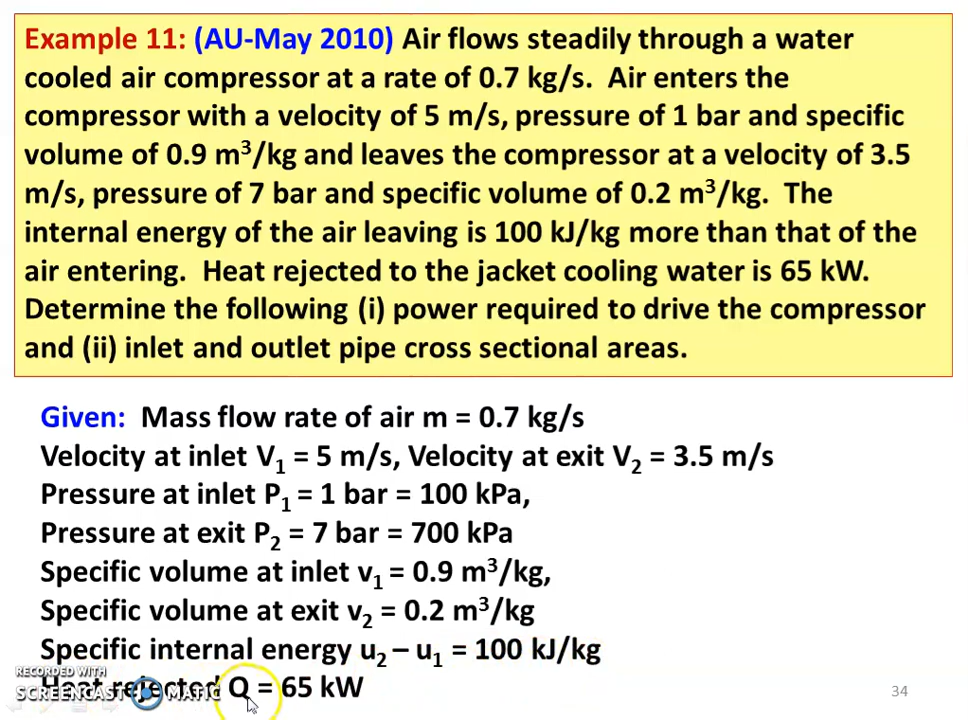 Example 11: (AU-May 2010) Air flows steadily through a water
cooled air compressor at a rate of 0.7 kg/s. Air enters the
compressor with a velocity of 5 m/s, pressure of 1 bar and specific
volume of 0.9 m³/kg and leaves the compressor at a velocity of 3.5
m/s, pressure of 7 bar and specific volume of 0.2 m³/kg. The
internal energy of the air leaving is 100 kJ/kg more than that of the
air entering. Heat rejected to the jacket cooling water is 65 kW.
Determine the following (i) power required to drive the compressor
and (ii) inlet and outlet pipe cross sectional areas.
Given: Mass flow rate of air m = 0.7 kg/s
Velocity at inlet V₁ = 5 m/s, Velocity at exit V₂ = 3.5 m/s
Pressure at inlet P₁ = 1 bar = 100 kPa,
Pressure at exit P₂ = 7 bar = 700 kPa
Specific volume at inlet v₁ = 0.9 m³/kg,
Specific volume at exit v₂ = 0.2 m³/kg
Specific internal energy u₂ – u₁ = 100 kJ/kg
RECORDED WITH
Heat rejected Q = 65 kW
SCREENCAST MATIC
34